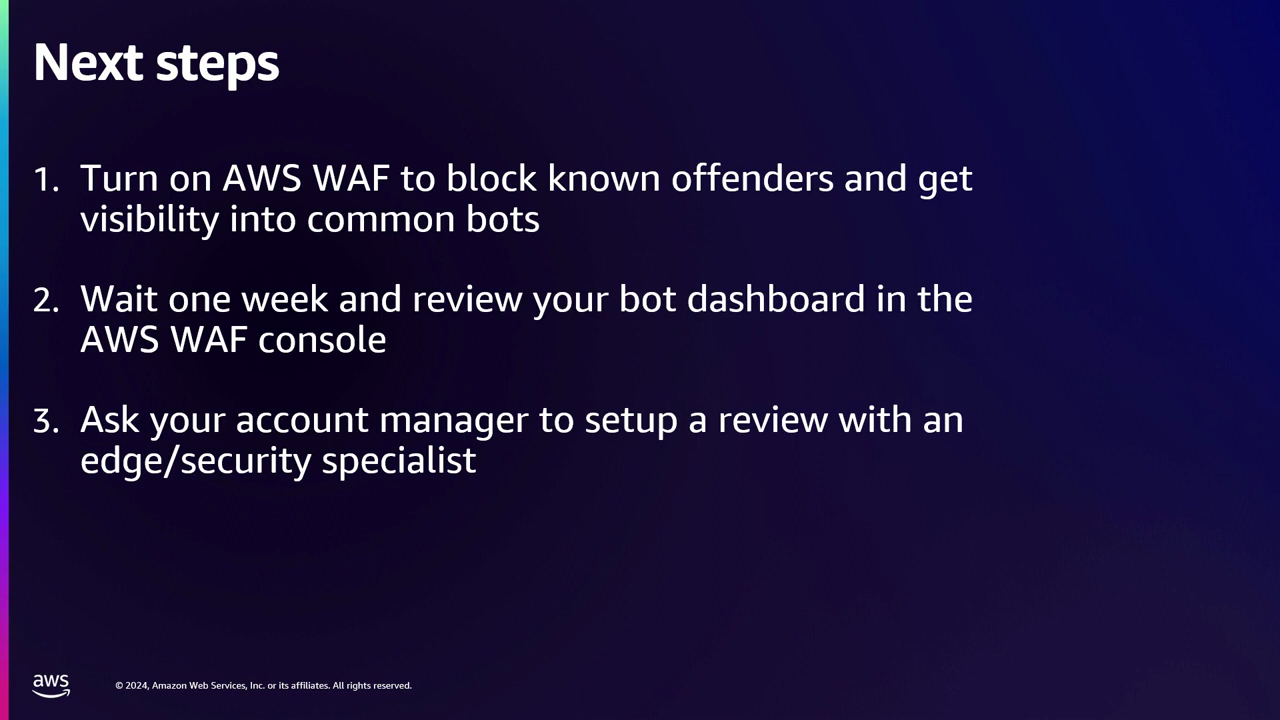 Next steps
1. Turn on AWS WAF to block known offenders and get
visibility into common bots
2. Wait one week and review your bot dashboard in the
AWS WAF console
3. Ask your account manager to setup a review with an
edge/security specialist
aws
© 2024, Amazon Web Services, Inc. or its affiliates. All rights reserved.